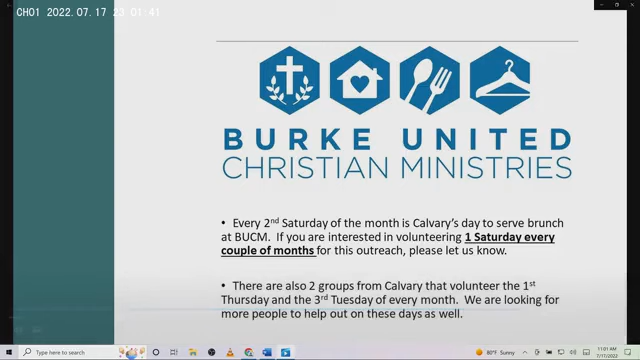 CH01 2022.07.17 23 01:41
BURKE UNITED
CHRISTIAN MINISTRIES
• Every 2nd Saturday of the month is Calvary's day to serve brunch
at BUCM. If you are interested in volunteering 1 Saturday every
couple of months for this outreach, please let us know.
• There are also 2 groups from Calvary that volunteer the 1st
Thursday and the 3rd Tuesday of every month. We are looking for
more people to help out on these days as well.
Type here to search
80°F Sunny
11:01 AM
7/17/2022